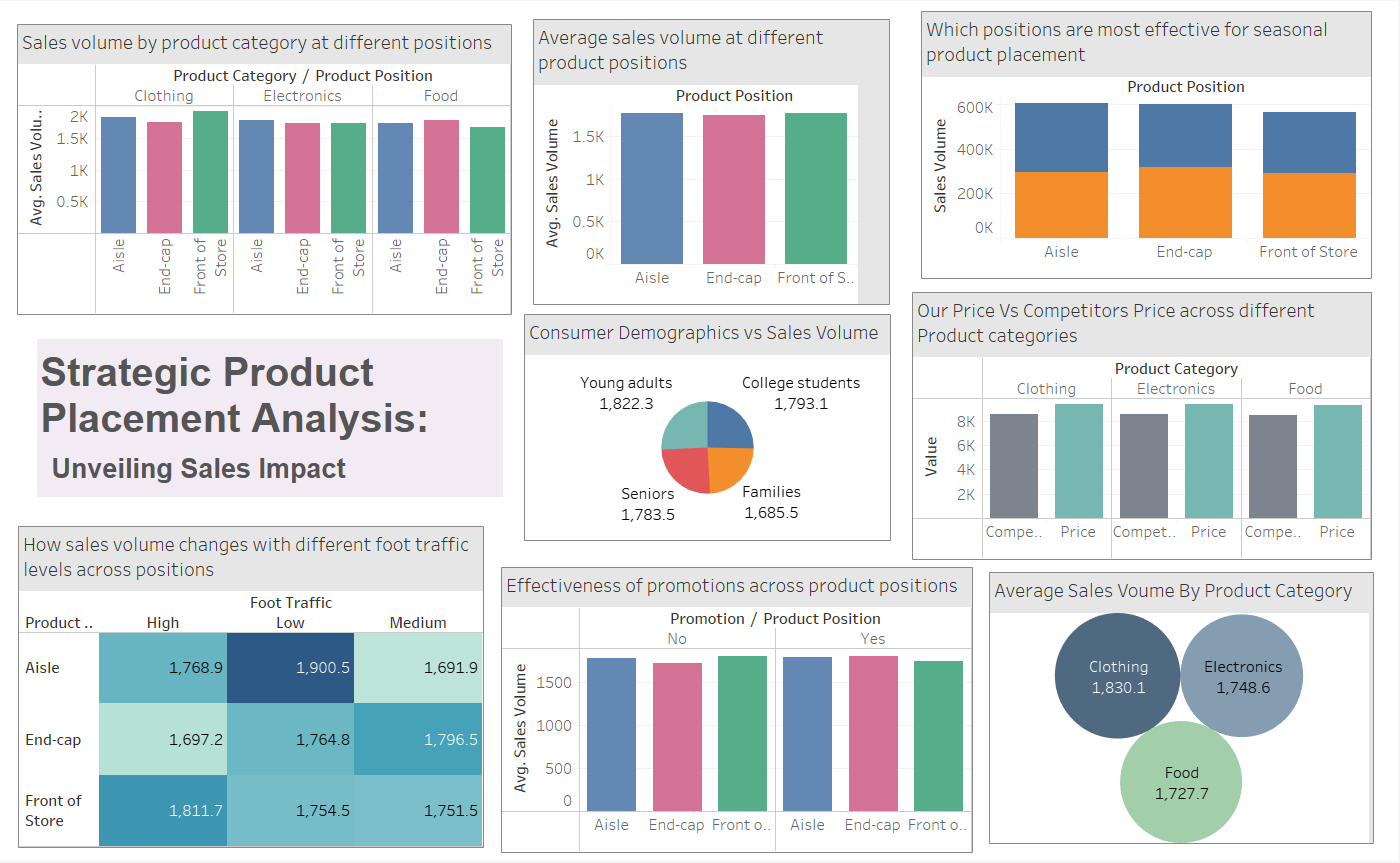 Sales volume by product category at different positions
Product Category / Product Position
Clothing Electronics Food
Avg. Sales Volu..
2K
1.5K
1K
0.5K
Aisle
End-cap
Front of
Store
Aisle
End-cap
Front of
Store
Aisle
End-cap
Front of
Store
Average sales volume at different
product positions
Product Position
Avg. Sales Volume
1.5K
1K
0.5K
0K
Aisle End-cap Front of S..
Which positions are most effective for seasonal
product placement
Product Position
Sales Volume
600K
400K
200K
0K
Aisle End-cap Front of Store
Strategic Product
Placement Analysis:
Unveiling Sales Impact
Consumer Demographics vs Sales Volume
Young adults
1,822.3
College students
1,793.1
Seniors
1,783.5
Families
1,685.5
Our Price Vs Competitors Price across different
Product categories
Product Category
Clothing Electronics Food
Value
8K
6K
4K
2K
Compe.. Price Compet.. Price Compe.. Price
How sales volume changes with different foot traffic
levels across positions
Foot Traffic
Product .. High Low Medium
Aisle 1,768.9 1,900.5 1,691.9
End-cap 1,697.2 1,764.8 1,796.5
Front of
Store 1,811.7 1,754.5 1,751.5
Effectiveness of promotions across product positions
Promotion / Product Position
No Yes
Avg. Sales Volume
1500
1000
500
0
Aisle End-cap Front o.. Aisle End-cap Front o..
Average Sales Voume By Product Category
Clothing
1,830.1
Electronics
1,748.6
Food
1,727.7